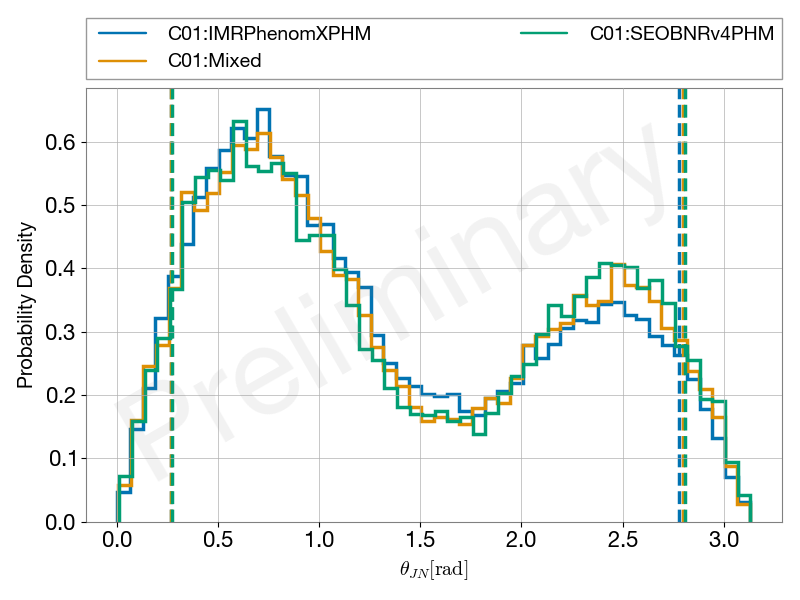 C01:IMRPhenomXPHM
C01:Mixed
C01:SEOBNRv4PHM
Preliminary
Probability Density
0.6
0.5
0.4
0.3
0.2
0.1
0.0
0.0 0.5 1.0 1.5 2.0 2.5 3.0
θ_{JN}[rad]